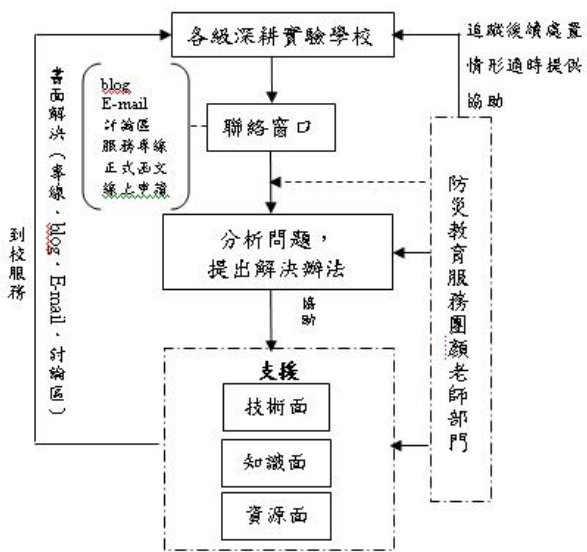 各級深耕實驗學校
追蹤後續處置
情形適時提供
協助
blog
E-mail
討論區
服務專線
正式函文
線上申請
聯絡窗口
書面解決（專線、blog、E-mail、討論區）
到校服務
分析問題，
提出解決辦法
防災教育服務團顏老師部門
協助
支援
技術面
知識面
資源面